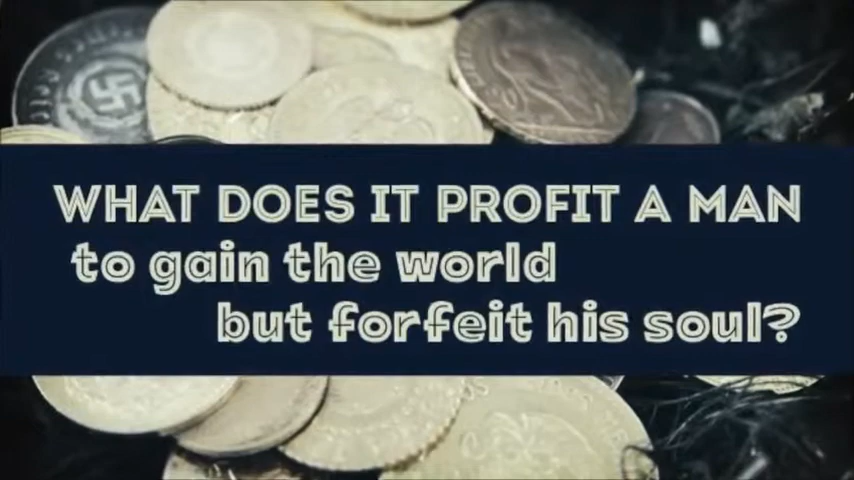 WHAT DOES IT PROFIT A MAN
to gain the world
but forfeit his soul?